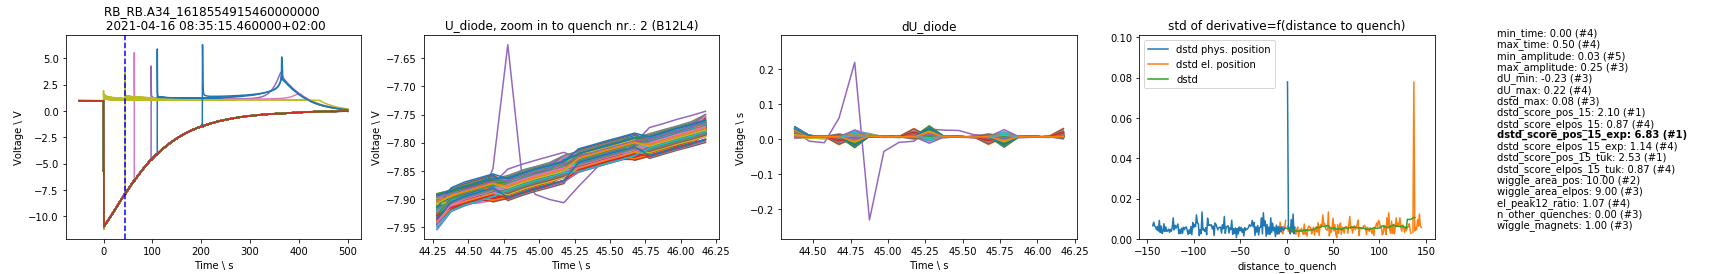 RB_RB.A34_1618554915460000000
2021-04-16 08:35:15.460000+02:00
Voltage \ V
5.0
2.5
0.0
−2.5
−5.0
−7.5
−10.0
0
100
200
300
400
500
Time \ s
U_diode, zoom in to quench nr.: 2 (B12L4)
Voltage \ V
−7.65
−7.70
−7.75
−7.80
−7.85
−7.90
−7.95
44.25
44.50
44.75
45.00
45.25
45.50
45.75
46.00
46.25
Time \ s
dU_diode
Voltage \ s
0.2
0.1
0.0
−0.1
−0.2
44.50
44.75
45.00
45.25
45.50
45.75
46.00
46.25
Time \ s
std of derivative=f(distance to quench)
dstd phys. position
dstd el. position
dstd
0.10
0.08
0.06
0.04
0.02
0.00
−150
−100
−50
0
50
100
150
distance_to_quench
min_time: 0.00 (#4)
max_time: 0.50 (#4)
min_amplitude: 0.03 (#5)
max_amplitude: 0.25 (#3)
dU_min: -0.23 (#3)
dU_max: 0.22 (#4)
dstd_max: 0.08 (#3)
dstd_score_pos_15: 2.10 (#1)
dstd_score_elpos_15: 0.87 (#4)
dstd_score_pos_15_exp: 6.83 (#1)
dstd_score_elpos_15_exp: 1.14 (#4)
dstd_score_pos_15_tuk: 2.53 (#1)
dstd_score_elpos_15_tuk: 0.87 (#4)
wiggle_area_pos: 10.00 (#2)
wiggle_area_elpos: 9.00 (#3)
el_peak12_ratio: 1.07 (#4)
n_other_quenches: 0.00 (#3)
wiggle_magnets: 1.00 (#3)